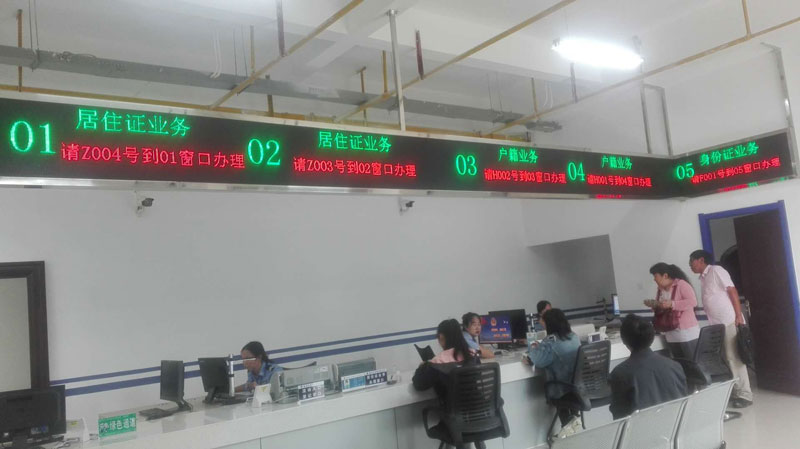 01 居住证业务
请Z004号到01窗口办理
02 居住证业务
请Z003号到02窗口办理
03 户籍业务
请H002号到03窗口办理
04 户籍业务
请H001号到04窗口办理
05 身份证业务
请F001号到05窗口办理
绿色通道